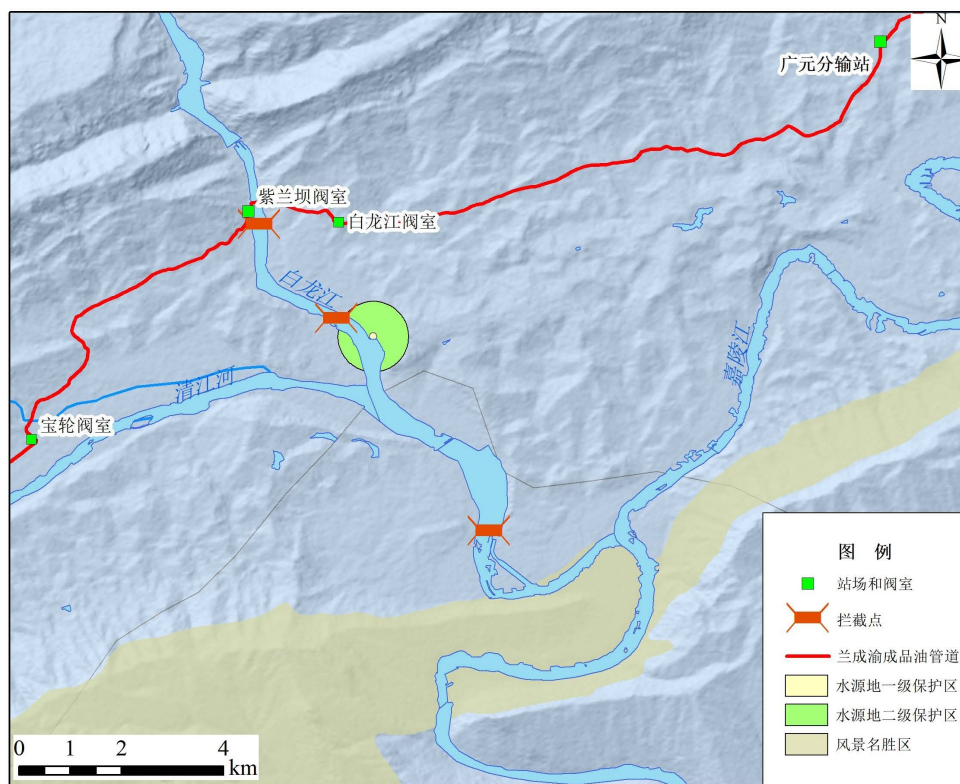 N
广元分输站
紫兰坝阀室
白龙江阀室
白龙江
嘉陵江
清江河
宝轮阀室
图 例
站场和阀室
拦截点
兰成渝成品油管道
水源地一级保护区
水源地二级保护区
风景名胜区
0 1 2 4
km